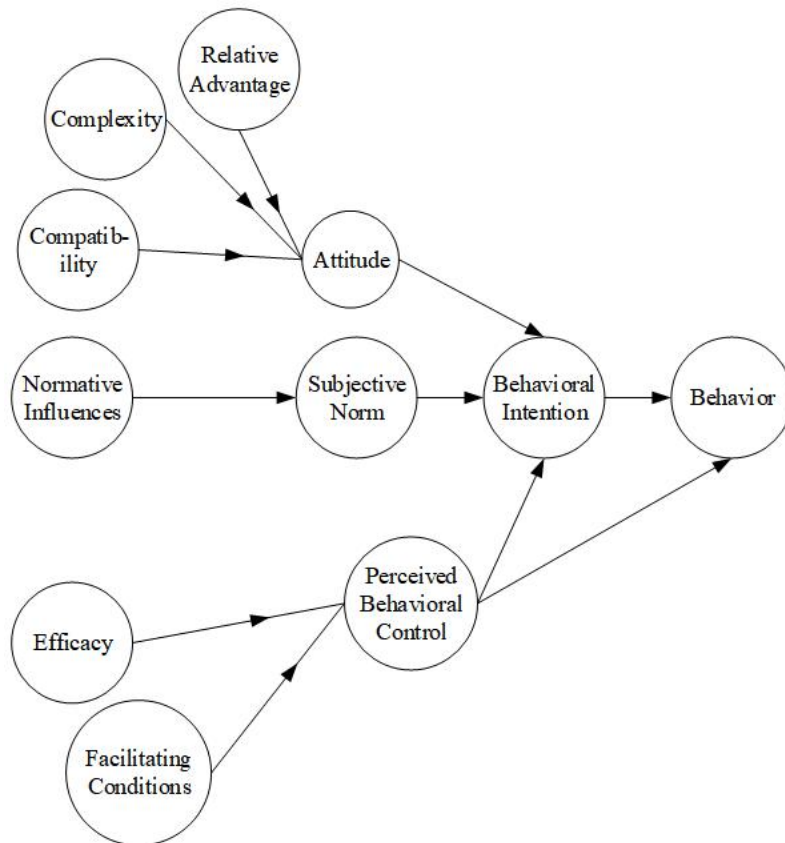 Relative
Advantage
Complexity
Compatib-
ility
Attitude
Normative
Influences
Subjective
Norm
Behavioral
Intention
Behavior
Perceived
Behavioral
Control
Efficacy
Facilitating
Conditions